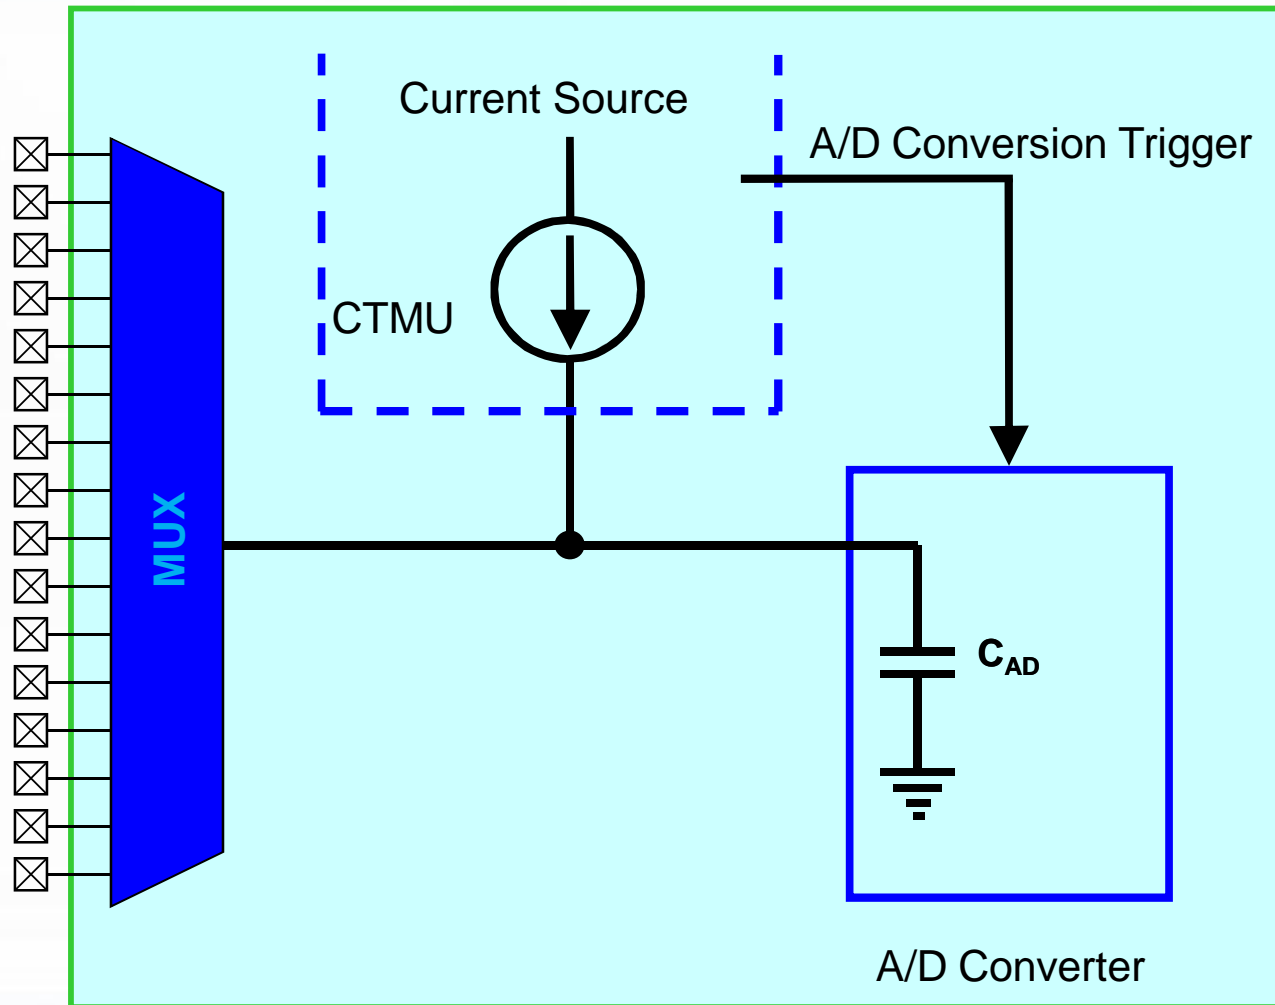 Current Source
A/D Conversion Trigger
CTMU
MUX
CAD
A/D Converter